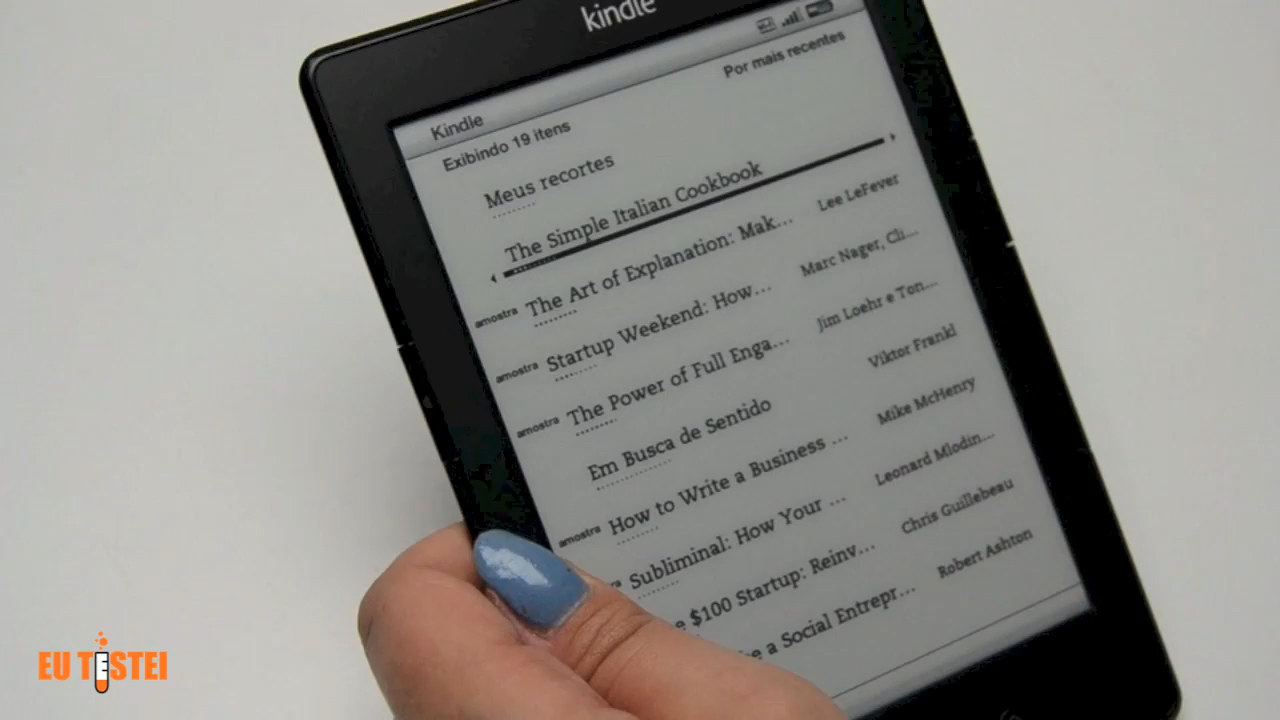 kindle
Kindle
Por mais recentes
Exibindo 19 itens
Meus recortes
The Simple Italian Cookbook
amostra The Art of Explanation: Mak... Lee LeFever
amostra Startup Weekend: How... Marc Nager, Cli...
amostra The Power of Full Enga... Jim Loehr e Ton...
Em Busca de Sentido Viktor Frankl
amostra How to Write a Business ... Mike McHenry
Subliminal: How Your ... Leonard Mlodin...
$100 Startup: Reinv... Chris Guillebeau
a Social Entrepr... Robert Ashton
EU TESTEI